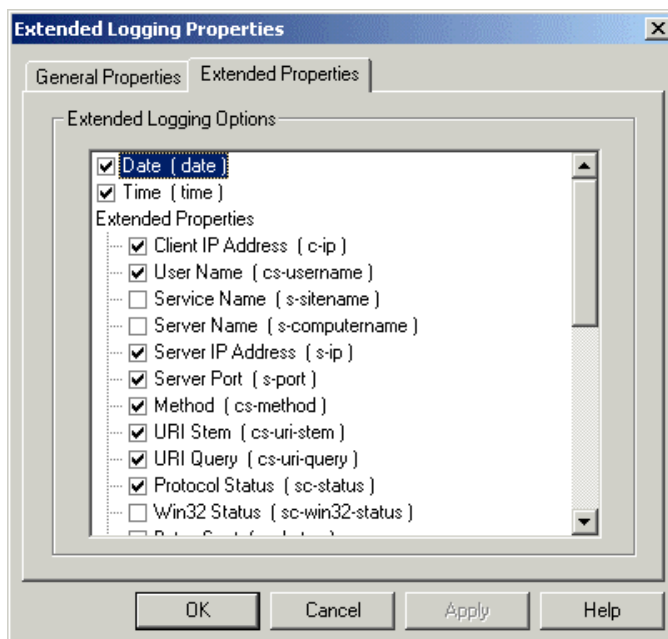 Extended Logging Properties
General Properties
Extended Properties
Extended Logging Options
Date ( date )
Time ( time )
Extended Properties
Client IP Address ( c-ip )
User Name ( cs-username )
Service Name ( s-sitename )
Server Name ( s-computername )
Server IP Address ( s-ip )
Server Port ( s-port )
Method ( cs-method )
URI Stem ( cs-uri-stem )
URI Query ( cs-uri-query )
Protocol Status ( sc-status )
Win32 Status ( sc-win32-status )
OK
Cancel
Apply
Help